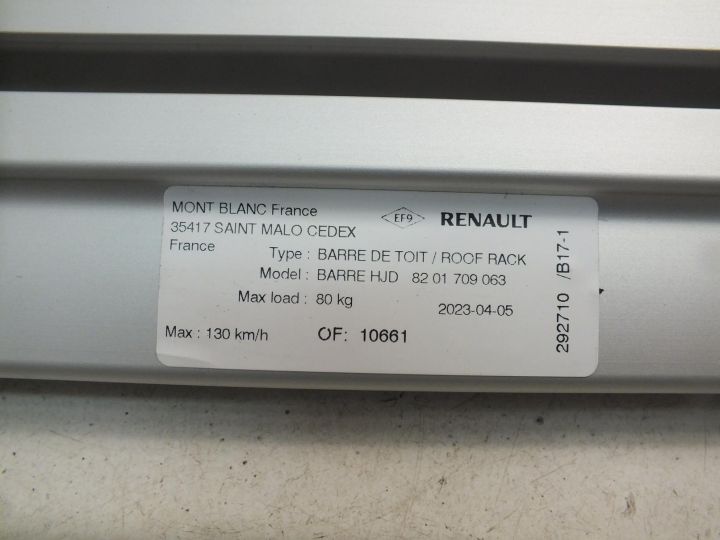 MONT BLANC France
35417 SAINT MALO CEDEX
France
EF9 RENAULT
Type : BARRE DE TOIT / ROOF RACK
Model : BARRE HJD 82 01 709 063
Max load : 80 kg
2023-04-05
Max : 130 km/h OF: 10661
292710 /B17-1